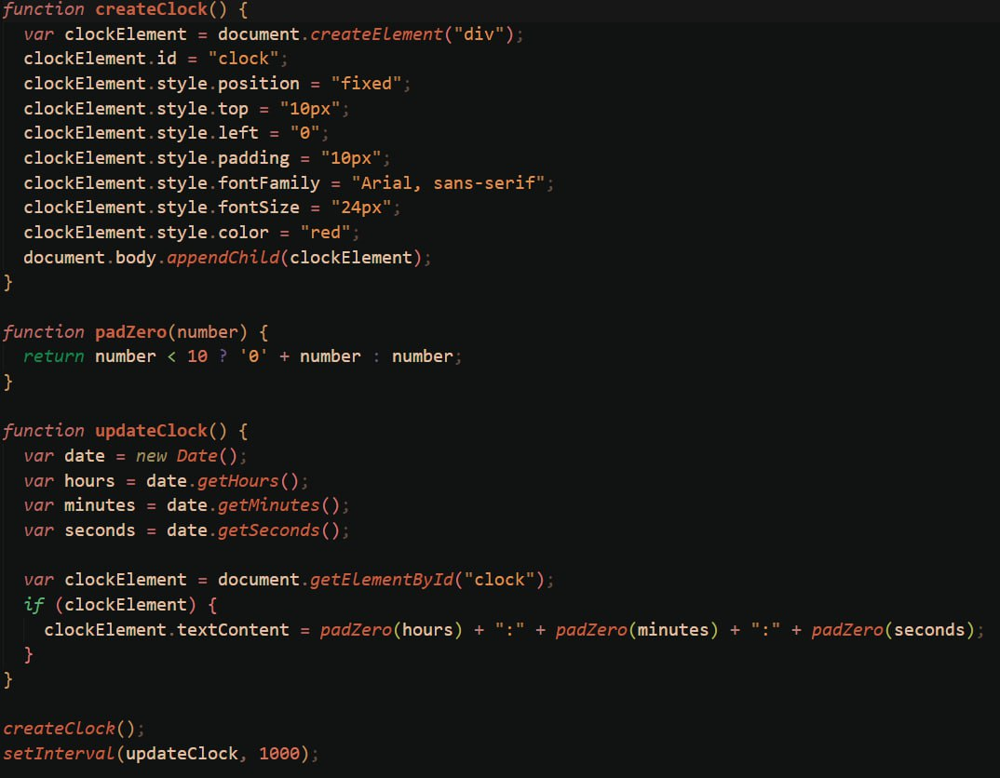 function createClock() {
  var clockElement = document.createElement("div");
  clockElement.id = "clock";
  clockElement.style.position = "fixed";
  clockElement.style.top = "10px";
  clockElement.style.left = "0";
  clockElement.style.padding = "10px";
  clockElement.style.fontFamily = "Arial, sans-serif";
  clockElement.style.fontSize = "24px";
  clockElement.style.color = "red";
  document.body.appendChild(clockElement);
}

function padZero(number) {
  return number < 10 ? '0' + number : number;
}

function updateClock() {
  var date = new Date();
  var hours = date.getHours();
  var minutes = date.getMinutes();
  var seconds = date.getSeconds();

  var clockElement = document.getElementById("clock");
  if (clockElement) {
    clockElement.textContent = padZero(hours) + ":" + padZero(minutes) + ":" + padZero(seconds);
  }
}

createClock();
setInterval(updateClock, 1000);